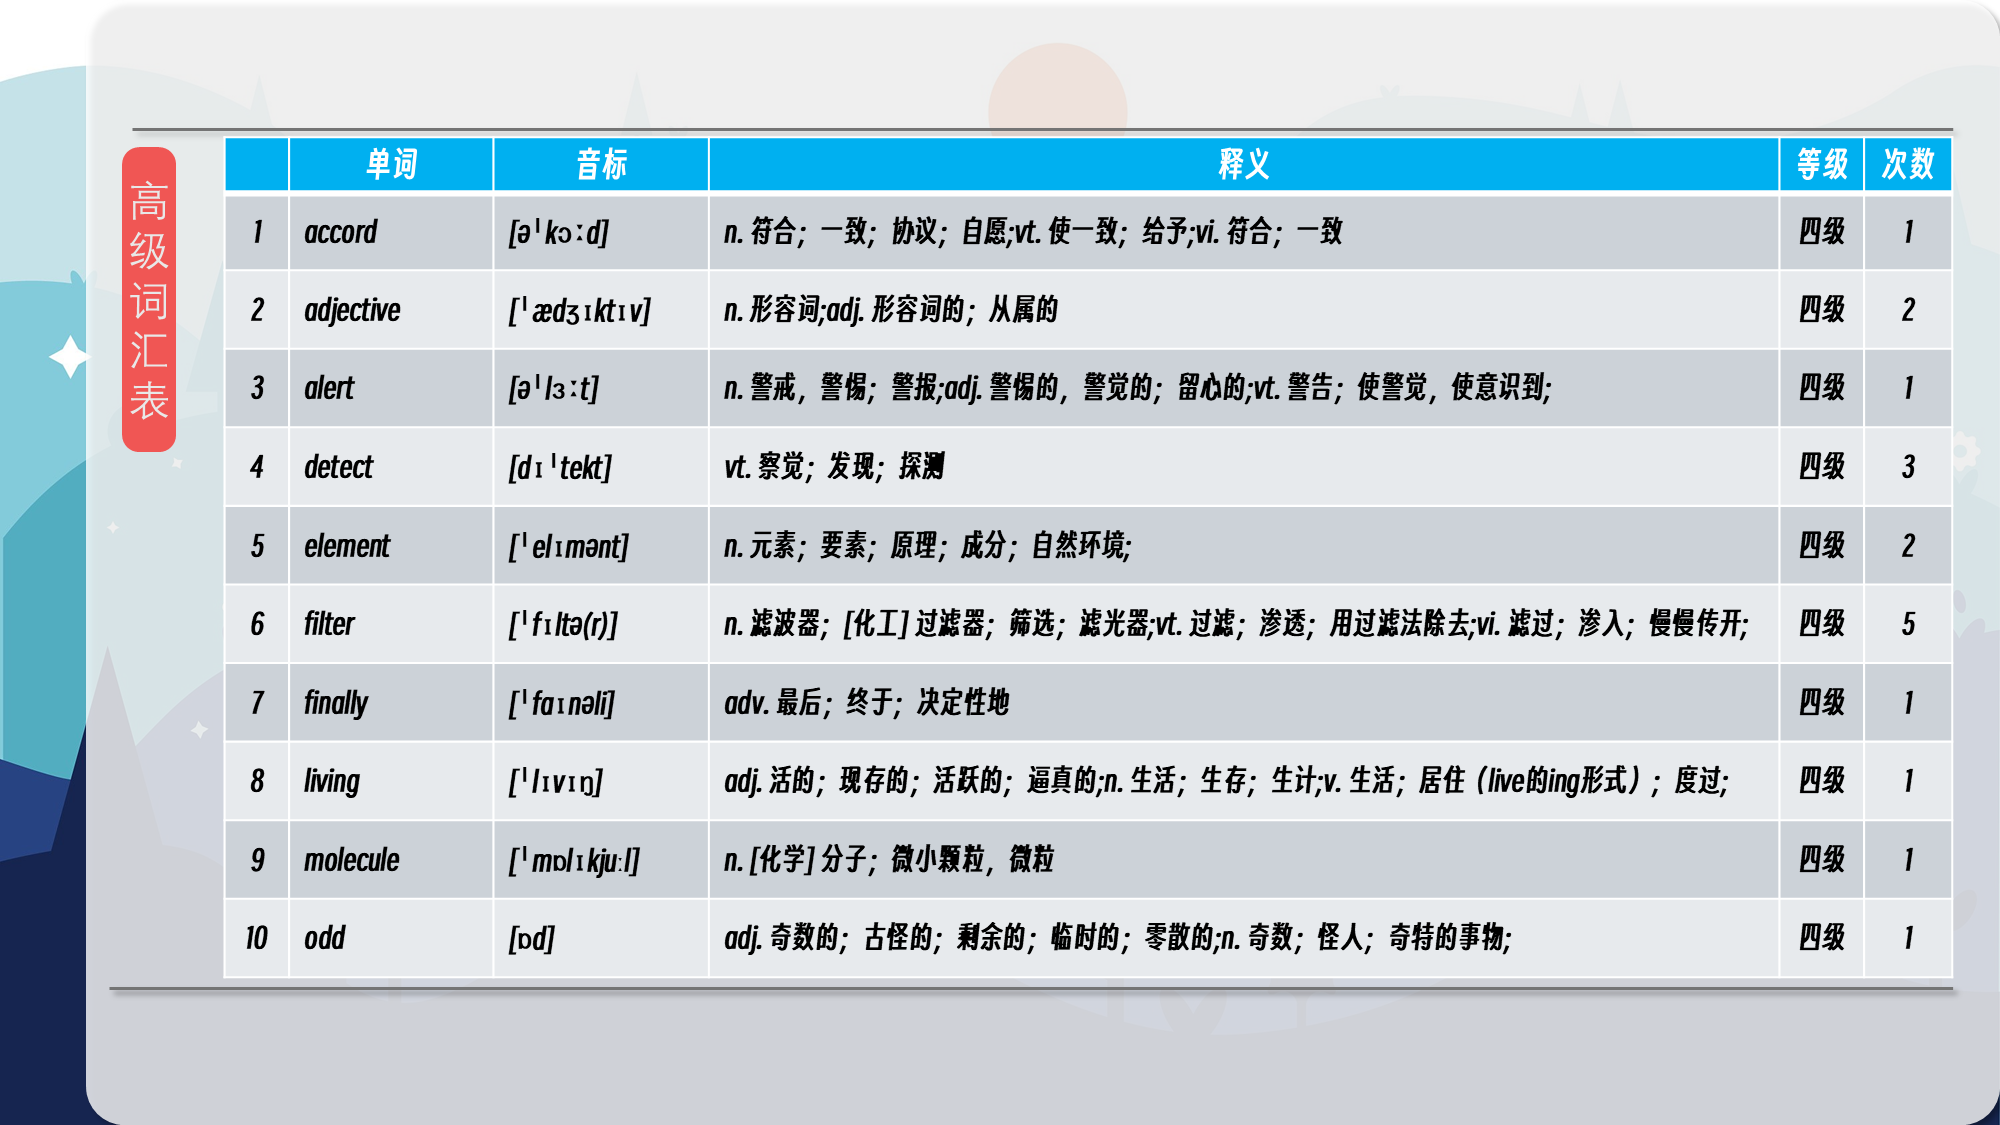 高级词汇表
单词 音标 释义 等级 次数
1 accord [əˈkɔːd] n. 符合；一致；协议；自愿;vt. 使一致；给予;vi. 符合；一致 四级 1
2 adjective [ˈædʒɪktɪv] n. 形容词;adj. 形容词的；从属的 四级 2
3 alert [əˈlɜːt] n. 警戒，警惕；警报;adj. 警惕的，警觉的；留心的;vt. 警告；使警觉，使意识到; 四级 1
4 detect [dɪˈtekt] vt. 察觉；发现；探测 四级 3
5 element [ˈelɪmənt] n. 元素；要素；原理；成分；自然环境; 四级 2
6 filter [ˈfɪltə(r)] n. 滤波器；[化工] 过滤器；筛选；滤光器;vt. 过滤；渗透；用过滤法除去;vi. 滤过；渗入；慢慢传开; 四级 5
7 finally [ˈfaɪnəli] adv. 最后；终于；决定性地 四级 1
8 living [ˈlɪvɪŋ] adj. 活的；现存的；活跃的；逼真的;n. 生活；生存；生计;v. 生活；居住（live的ing形式）；度过; 四级 1
9 molecule [ˈmɒlɪkjuːl] n. [化学] 分子；微小颗粒，微粒 四级 1
10 odd [ɒd] adj. 奇数的；古怪的；剩余的；临时的；零散的;n. 奇数；怪人；奇特的事物; 四级 1